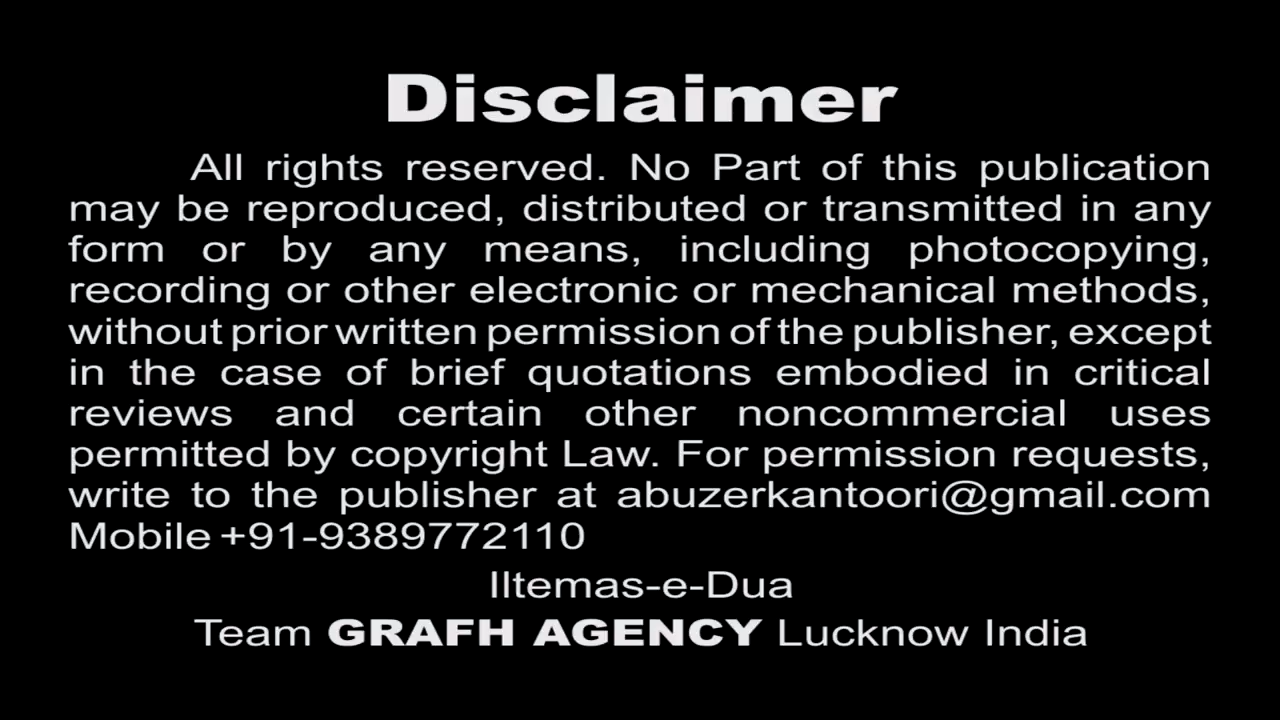 Disclaimer
All rights reserved. No Part of this publication
may be reproduced, distributed or transmitted in any
form or by any means, including photocopying,
recording or other electronic or mechanical methods,
without prior written permission of the publisher, except
in the case of brief quotations embodied in critical
reviews and certain other noncommercial uses
permitted by copyright Law. For permission requests,
write to the publisher at abuzerkantoori@gmail.com
Mobile +91-9389772110
Iltemas-e-Dua
Team GRAFH AGENCY Lucknow India